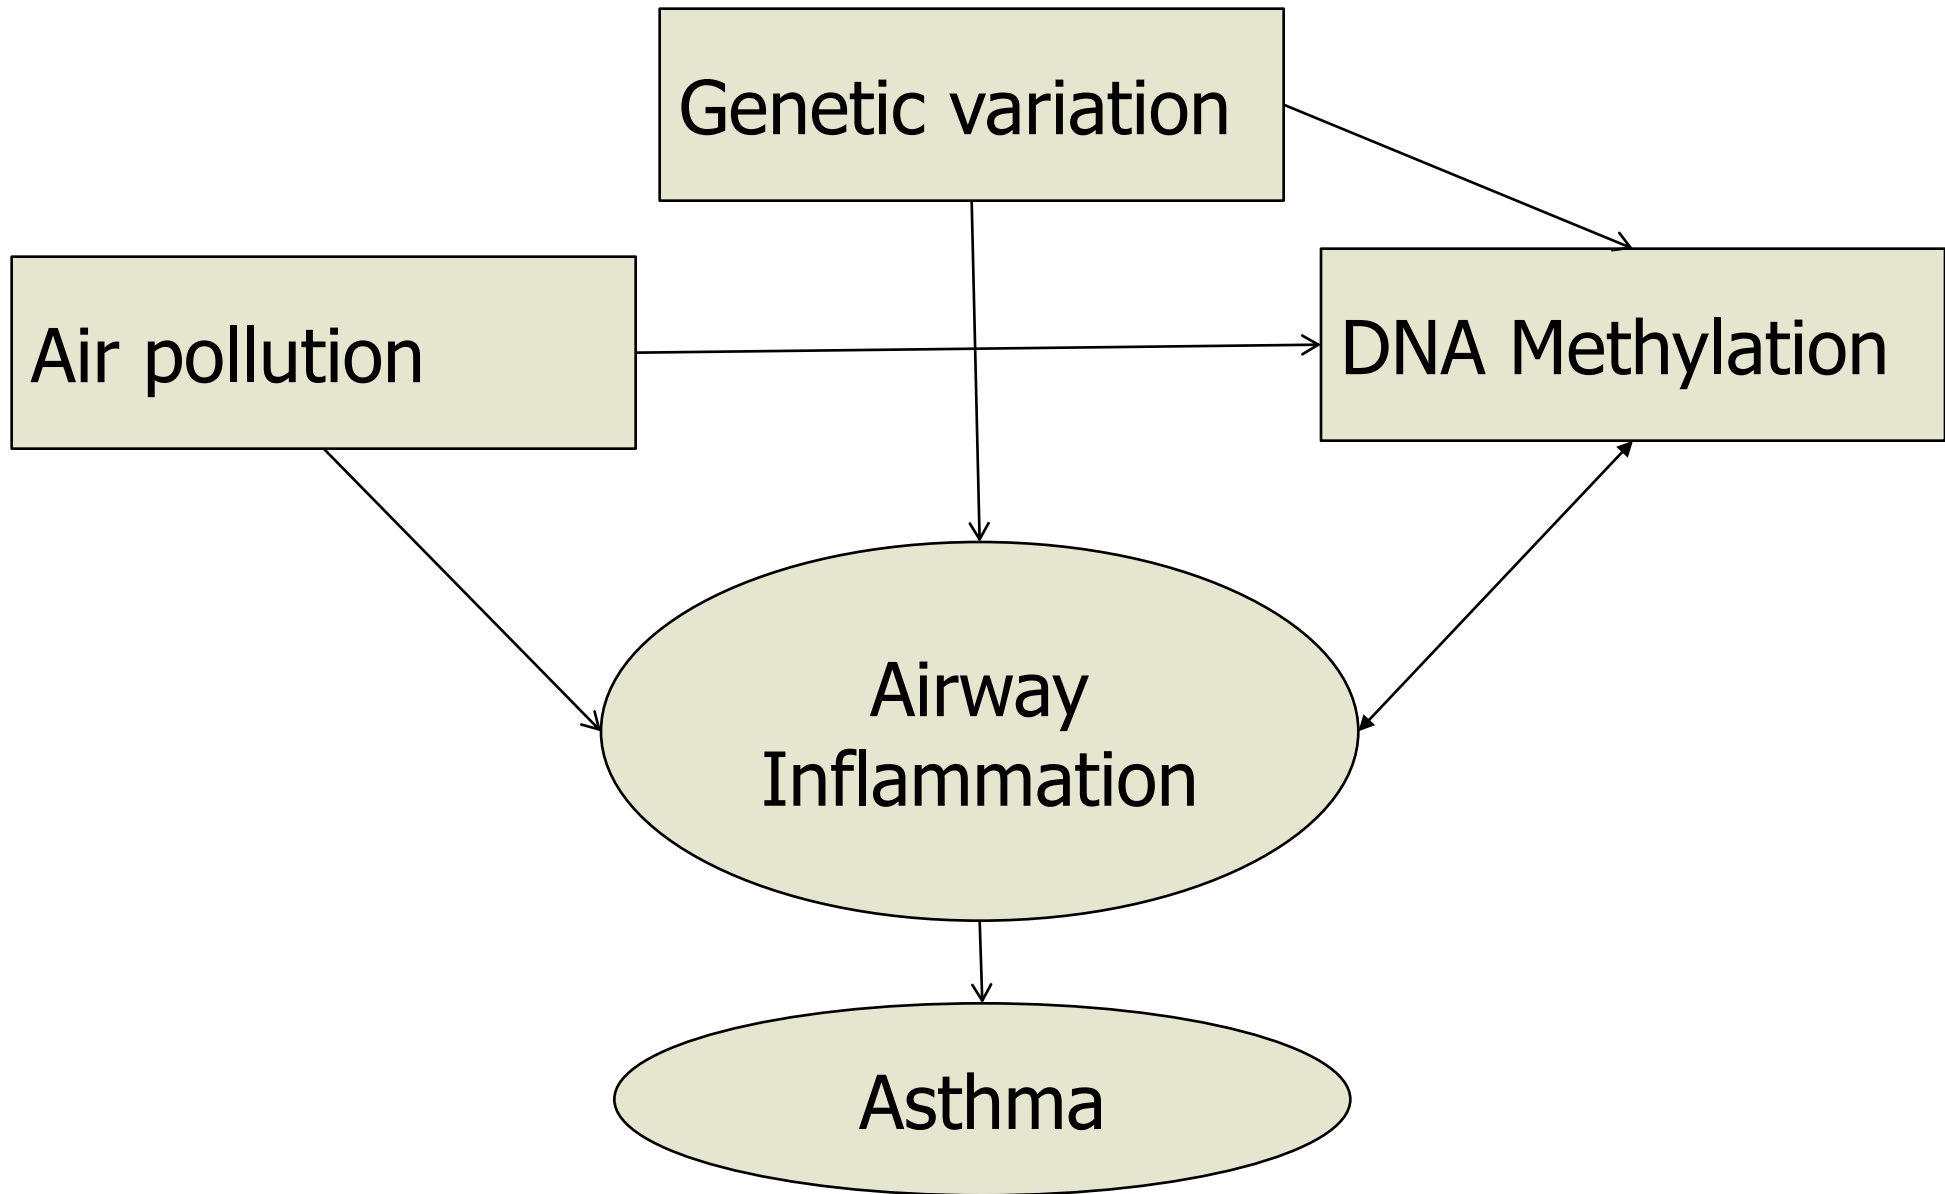 Genetic variation
Air pollution
DNA Methylation
Airway
Inflammation
Asthma